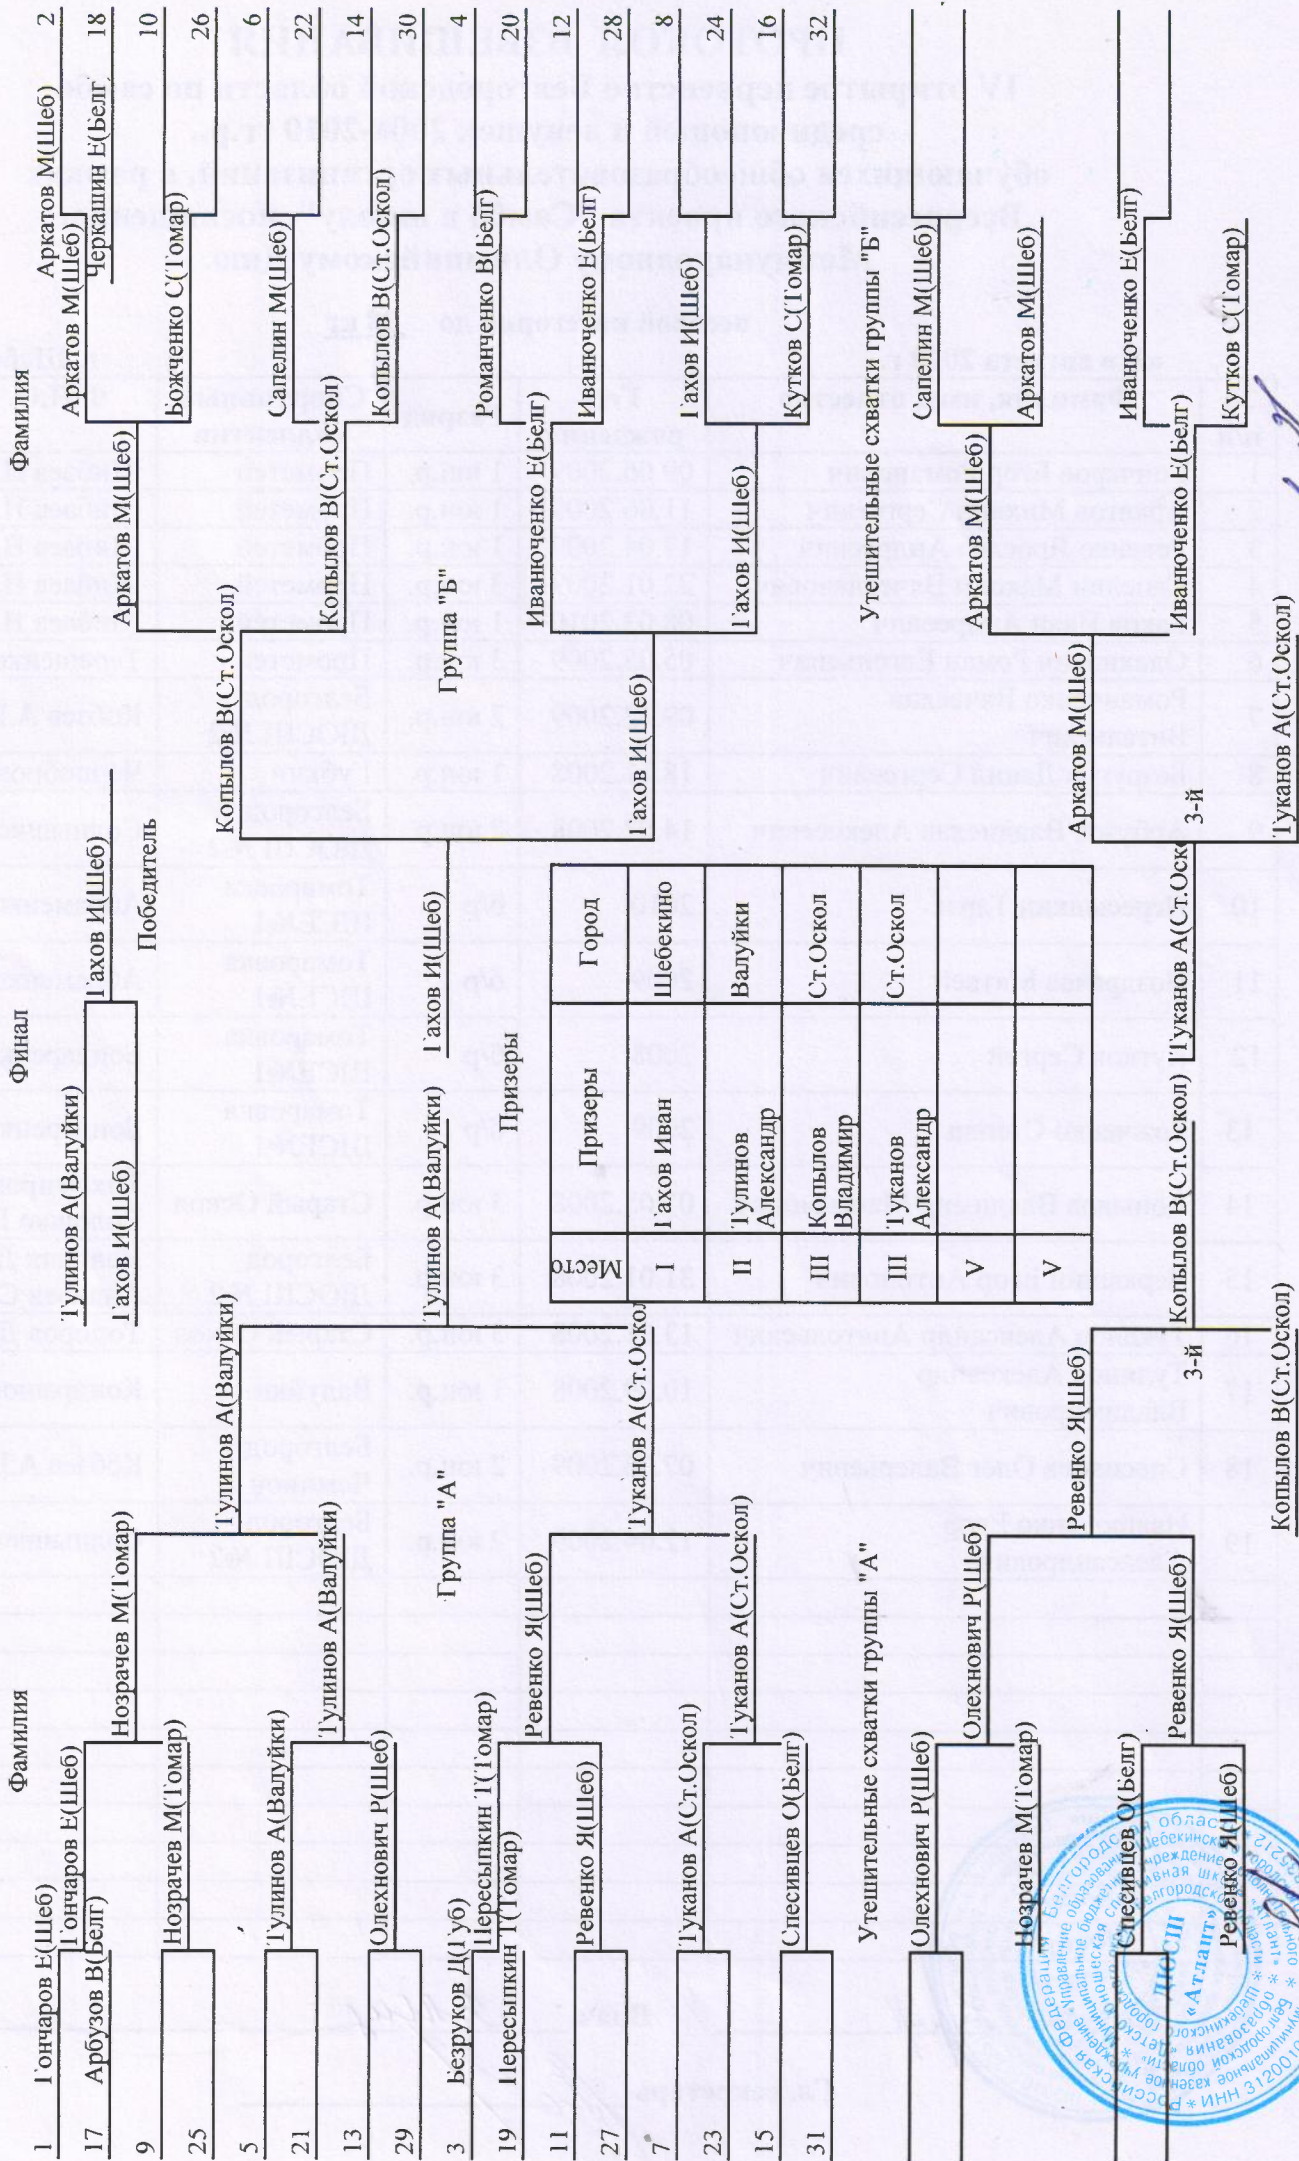 Фамилия
Финал
Фамилия
1
Гончаров Е(Шеб)
Гончаров Е(Шеб)
17
Арбузов В(Белг)
Нозрачев М(Томар)
9
Нозрачев М(Томар)
25
Тулинов А(Валуйки)
5
Тулинов А(Валуйки)
21
Тулинов А(Валуйки)
13
Олехнович Р(Шеб)
29
Группа "А"
Тулинов А(Валуйки)
3
Безруков Д(Губ)
Пересыпкин Т(Томар)
19
Пересыпкин Т(Томар)
Ревенко Я(Шеб)
11
Ревенко Я(Шеб)
27
Туканов А(Ст.Оскол
7
Туканов А(Ст.Оскол)
23
Туканов А(Ст.Оскол)
15
Спесивцев О(Белг)
31
Тулинов А(Валуйки)
Гахов И(Шеб)
Гахов И(Шеб)
Победитель
Аркатов М(Шеб)
2
Аркатов М(Шеб)
Черкашин Е(Белг
18
Аркатов М(Шеб)
Божченко С(Томар)
10
26
Копылов В(Ст.Оскол)
Сапелин М(Шеб)
6
22
Копылов В(Ст.Оскол)
Копылов В(Ст.Оскол)
14
30
Группа "Б"
Гахов И(Шеб)
Романченко В(Белг)
4
20
Иванюченко Е(Белг)
Иванюченко Е(Белг)
12
28
Гахов И(Шеб)
Гахов И(Шеб)
8
24
Гахов И(Шеб)
Кутков С(Томар)
16
32
Призеры
Место Призеры Город
I Гахов Иван Шебекино
II Тулинов Александр Валуйки
III Копылов Владимир Ст.Оскол
III Туканов Александр Ст.Оскол
V
V
Утешительные схватки группы "А"
Олехнович Р(Шеб)
Олехнович Р(Шеб)
Нозрачев М(Томар)
Ревенко Я(Шеб)
Спесивцев О(Белг)
Ревенко Я(Шеб)
Ревенко Я(Шеб)
3-й
Копылов В(Ст.Оскол)
Копылов В(Ст.Оскол)
Утешительные схватки группы "Б"
Сапелин М(Шеб)
Аркатов М(Шеб)
Аркатов М(Шеб)
Аркатов М(Шеб)
Иванюченко Е(Белг)
Иванюченко Е(Белг)
Кутков С(Томар)
Туканов А(Ст.Оскол
3-й
Туканов А(Ст.Оскол)
Туканов А(Ст.Оскол)
ДЮСШ
«Атлант»